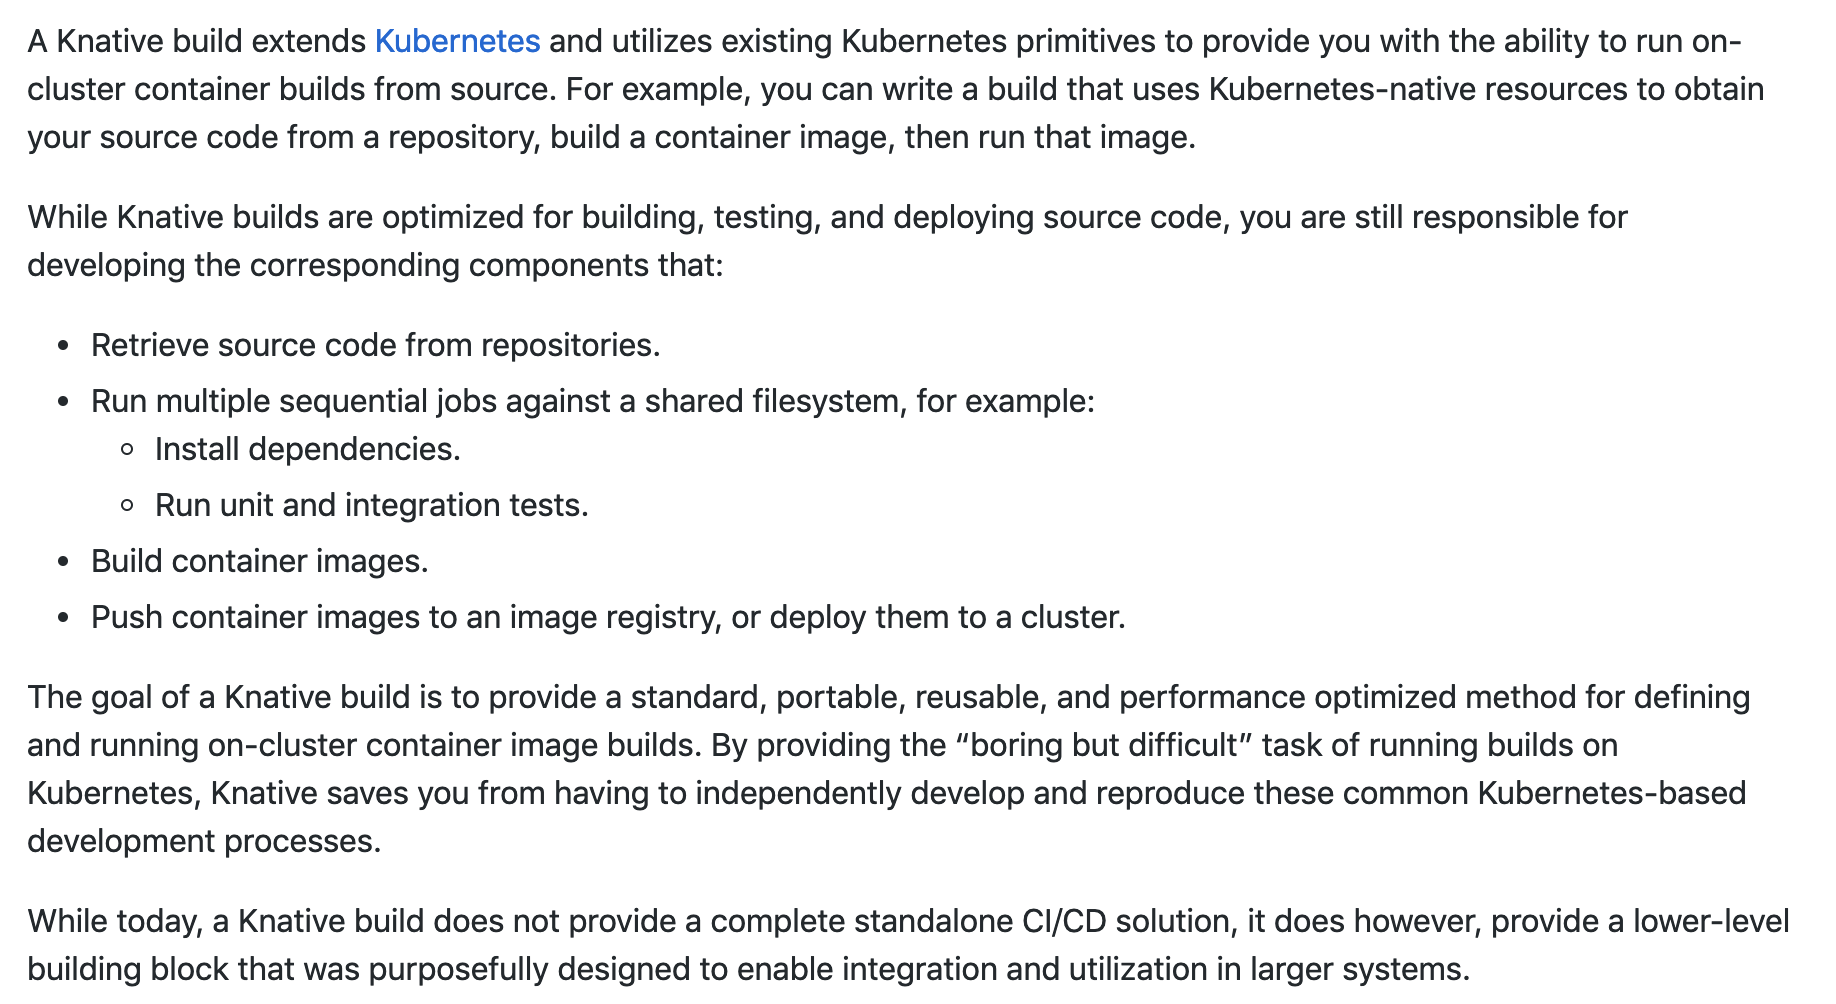 A Knative build extends Kubernetes and utilizes existing Kubernetes primitives to provide you with the ability to run on-
cluster container builds from source. For example, you can write a build that uses Kubernetes-native resources to obtain
your source code from a repository, build a container image, then run that image.
While Knative builds are optimized for building, testing, and deploying source code, you are still responsible for
developing the corresponding components that:
• Retrieve source code from repositories.
• Run multiple sequential jobs against a shared filesystem, for example:
◦ Install dependencies.
◦ Run unit and integration tests.
• Build container images.
• Push container images to an image registry, or deploy them to a cluster.
The goal of a Knative build is to provide a standard, portable, reusable, and performance optimized method for defining
and running on-cluster container image builds. By providing the “boring but difficult” task of running builds on
Kubernetes, Knative saves you from having to independently develop and reproduce these common Kubernetes-based
development processes.
While today, a Knative build does not provide a complete standalone CI/CD solution, it does however, provide a lower-level
building block that was purposefully designed to enable integration and utilization in larger systems.